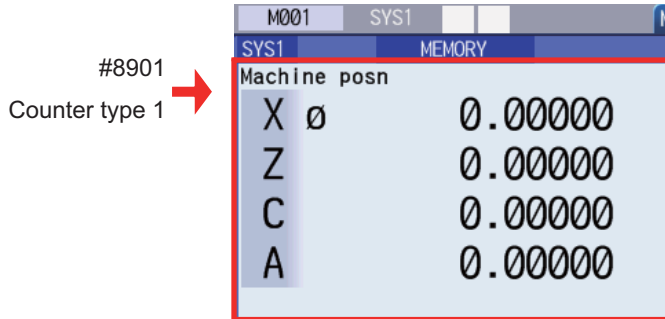 M001 SYS1 M
SYS1 MEMORY
#8901
Counter type 1
Machine posn
X ø 0.00000
Z 0.00000
C 0.00000
A 0.00000